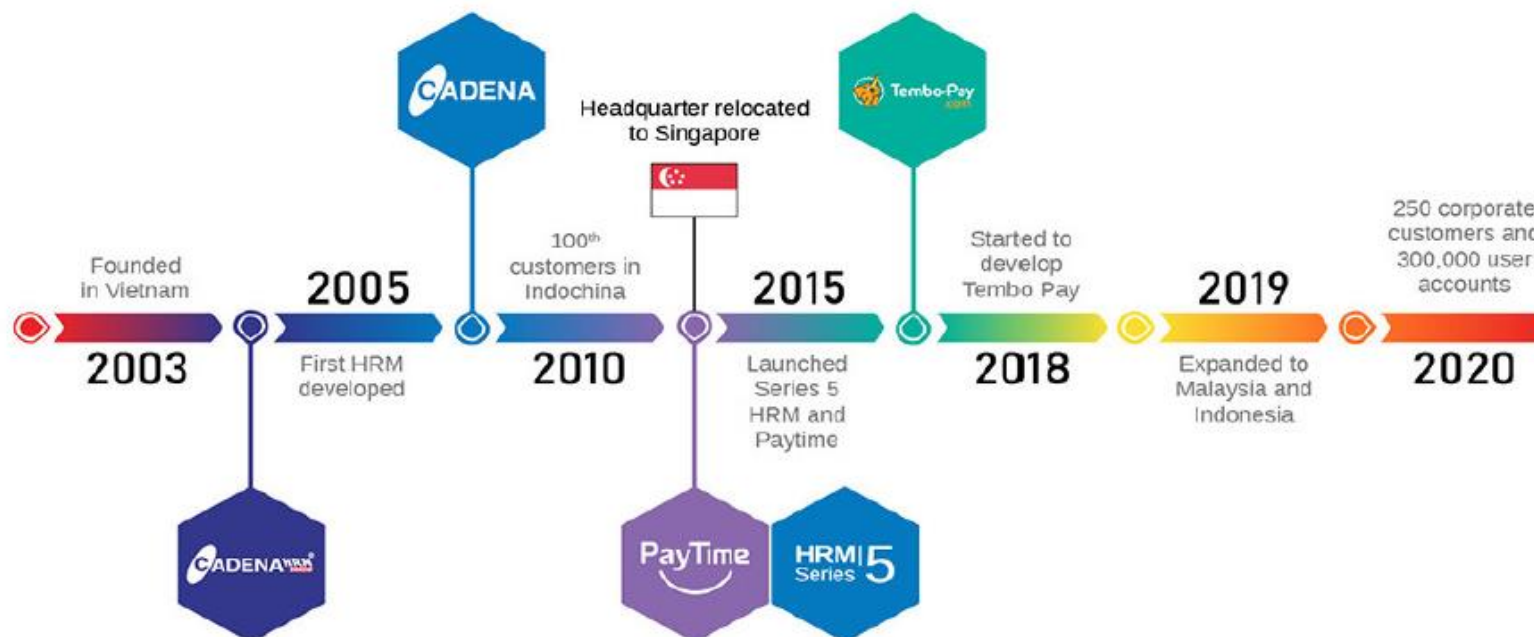 CADENA
Tembo-Pay
.com
Headquarter relocated
to Singapore
Founded
in Vietnam
2003
2005
First HRM
developed
100th
customers in
Indochina
2010
2015
Launched
Series 5
HRM and
Paytime
Started to
develop
Tembo Pay
2018
2019
Expanded to
Malaysia and
Indonesia
250 corporate
customers and
300,000 user
accounts
2020
CADENA HRM
PayTime
HRM
Series 5